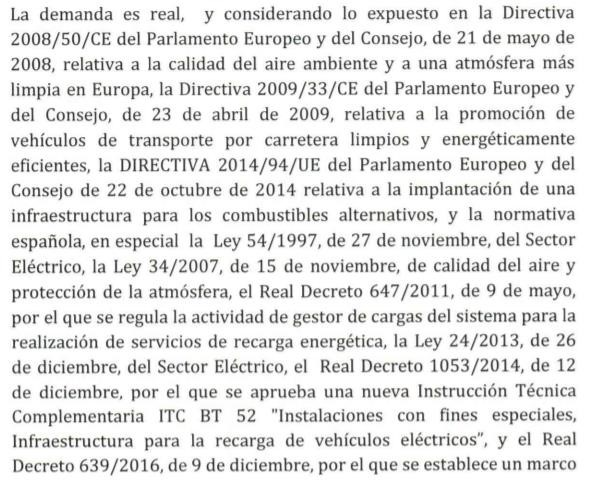 La demanda es real, y considerando lo expuesto en la Directiva
2008/50/CE del Parlamento Europeo y del Consejo, de 21 de mayo de
2008, relativa a la calidad del aire ambiente y a una atmósfera más
limpia en Europa, la Directiva 2009/33/CE del Parlamento Europeo y
del Consejo, de 23 de abril de 2009, relativa a la promoción de
vehículos de transporte por carretera limpios y energéticamente
eficientes, la DIRECTIVA 2014/94/UE del Parlamento Europeo y del
Consejo de 22 de octubre de 2014 relativa a la implantación de una
infraestructura para los combustibles alternativos, y la normativa
española, en especial la Ley 54/1997, de 27 de noviembre, del Sector
Eléctrico, la Ley 34/2007, de 15 de noviembre, de calidad del aire y
protección de la atmósfera, el Real Decreto 647/2011, de 9 de mayo,
por el que se regula la actividad de gestor de cargas del sistema para la
realización de servicios de recarga energética, la Ley 24/2013, de 26
de diciembre, del Sector Eléctrico, el Real Decreto 1053/2014, de 12
de diciembre, por el que se aprueba una nueva Instrucción Técnica
Complementaria ITC BT 52 "Instalaciones con fines especiales,
Infraestructura para la recarga de vehículos eléctricos", y el Real
Decreto 639/2016, de 9 de diciembre, por el que se establece un marco